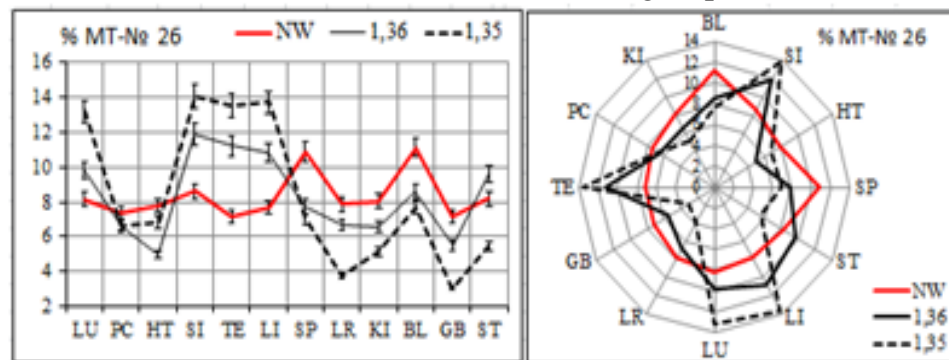 % MT-№ 26 NW 1,36 1,35
16
14
12
10
8
6
4
2
LU PC HT SI TE LI SP LR KI BL GB ST
% MT-№ 26
BL
SI
HT
SP
ST
LI
LU
LR
GB
TE
PC
KI
14
12
10
8
6
4
2
0
NW
1,36
1,35